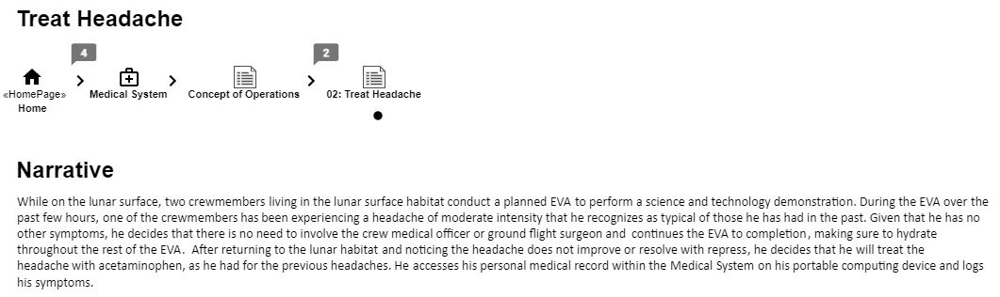 Treat Headache
4
2
«HomePage»
Home
Medical System
Concept of Operations
02: Treat Headache
Narrative
While on the lunar surface, two crewmembers living in the lunar surface habitat conduct a planned EVA to perform a science and technology demonstration. During the EVA over the
past few hours, one of the crewmembers has been experiencing a headache of moderate intensity that he recognizes as typical of those he has had in the past. Given that he has no
other symptoms, he decides that there is no need to involve the crew medical officer or ground flight surgeon and continues the EVA to completion, making sure to hydrate
throughout the rest of the EVA. After returning to the lunar habitat and noticing the headache does not improve or resolve with repress, he decides that he will treat the
headache with acetaminophen, as he had for the previous headaches. He accesses his personal medical record within the Medical System on his portable computing device and logs
his symptoms.